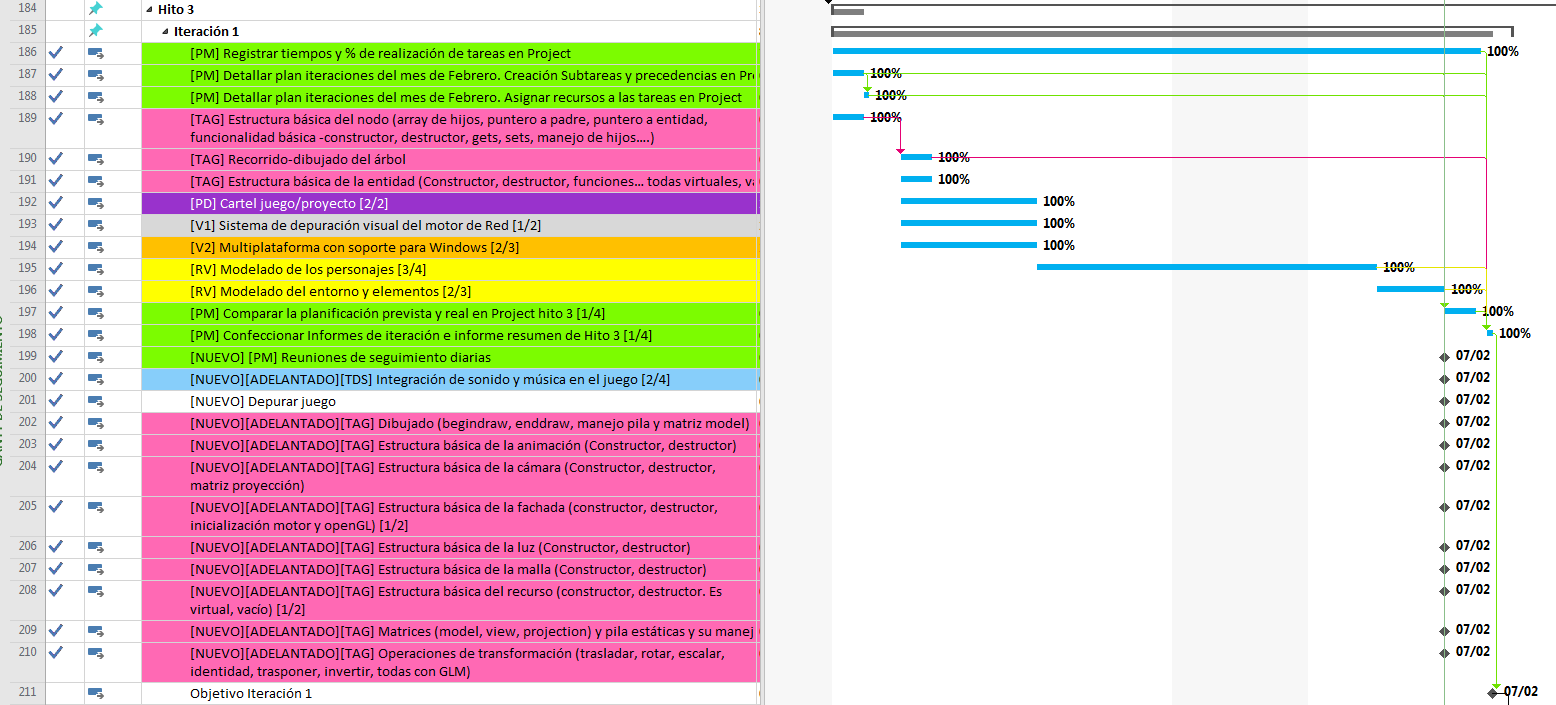 184 Hito 3
185 Iteración 1
186 [PM] Registrar tiempos y % de realización de tareas en Project 100%
187 [PM] Detallar plan iteraciones del mes de Febrero. Creación Subtareas y precedencias en Pr 100%
188 [PM] Detallar plan iteraciones del mes de Febrero. Asignar recursos a las tareas en Project 100%
189 [TAG] Estructura básica del nodo (array de hijos, puntero a padre, puntero a entidad, 100%
funcionalidad básica -constructor, destructor, gets, sets, manejo de hijos....)
190 [TAG] Recorrido-dibujado del árbol 100%
191 [TAG] Estructura básica de la entidad (Constructor, destructor, funciones... todas virtuales, va 100%
192 [PD] Cartel juego/proyecto [2/2] 100%
193 [V1] Sistema de depuración visual del motor de Red [1/2] 100%
194 [V2] Multiplataforma con soporte para Windows [2/3] 100%
195 [RV] Modelado de los personajes [3/4] 100%
196 [RV] Modelado del entorno y elementos [2/3] 100%
197 [PM] Comparar la planificación prevista y real en Project hito 3 [1/4] 100%
198 [PM] Confeccionar Informes de iteración e informe resumen de Hito 3 [1/4] 100%
199 [NUEVO] [PM] Reuniones de seguimiento diarias 07/02
200 [NUEVO][ADELANTADO][TDS] Integración de sonido y música en el juego [2/4] 07/02
201 [NUEVO] Depurar juego 07/02
202 [NUEVO][ADELANTADO][TAG] Dibujado (begindraw, enddraw, manejo pila y matriz model) 07/02
203 [NUEVO][ADELANTADO][TAG] Estructura básica de la animación (Constructor, destructor) 07/02
204 [NUEVO][ADELANTADO][TAG] Estructura básica de la cámara (Constructor, destructor, 07/02
matriz proyección)
205 [NUEVO][ADELANTADO][TAG] Estructura básica de la fachada (constructor, destructor, 07/02
inicialización motor y openGL) [1/2]
206 [NUEVO][ADELANTADO][TAG] Estructura básica de la luz (Constructor, destructor) 07/02
207 [NUEVO][ADELANTADO][TAG] Estructura básica de la malla (Constructor, destructor) 07/02
208 [NUEVO][ADELANTADO][TAG] Estructura básica del recurso (constructor, destructor. Es 07/02
virtual, vacío) [1/2]
209 [NUEVO][ADELANTADO][TAG] Matrices (model, view, projection) y pila estáticas y su manej 07/02
210 [NUEVO][ADELANTADO][TAG] Operaciones de transformación (trasladar, rotar, escalar, 07/02
identidad, trasponer, invertir, todas con GLM)
211 Objetivo Iteración 1 07/02